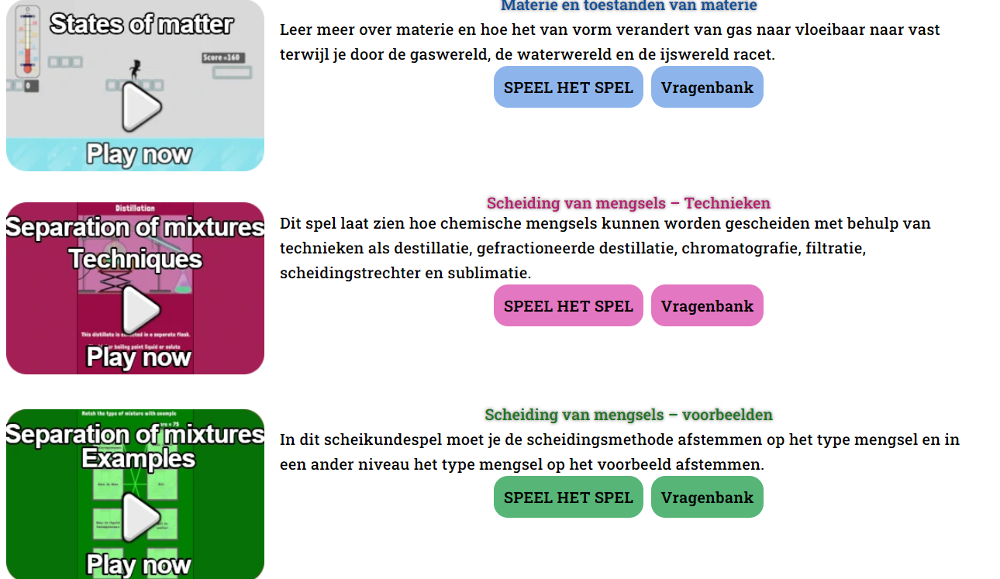 States of matter
Score =160
0
Play now
Materie en toestanden van materie
Leer meer over materie en hoe het van vorm verandert van gas naar vloeibaar naar vast
terwijl je door de gaswereld, de waterwereld en de ijswereld racet.
SPEEL HET SPEL
Vragenbank
Distillation
Separation of mixtures
Techniques
This distillate is in a separate flask.
boiling point liquid or solute
Play now
Scheiding van mengsels – Technieken
Dit spel laat zien hoe chemische mengsels kunnen worden gescheiden met behulp van
technieken als destillatie, gefractioneerde destillatie, chromatografie, filtratie,
scheidingstrechter en sublimatie.
SPEEL HET SPEL
Vragenbank
Match the type of mixture with example
= 75
Separation of mixtures
Examples
Play now
Scheiding van mengsels – voorbeelden
In dit scheikundespel moet je de scheidingsmethode afstemmen op het type mengsel en in
een ander niveau het type mengsel op het voorbeeld afstemmen.
SPEEL HET SPEL
Vragenbank